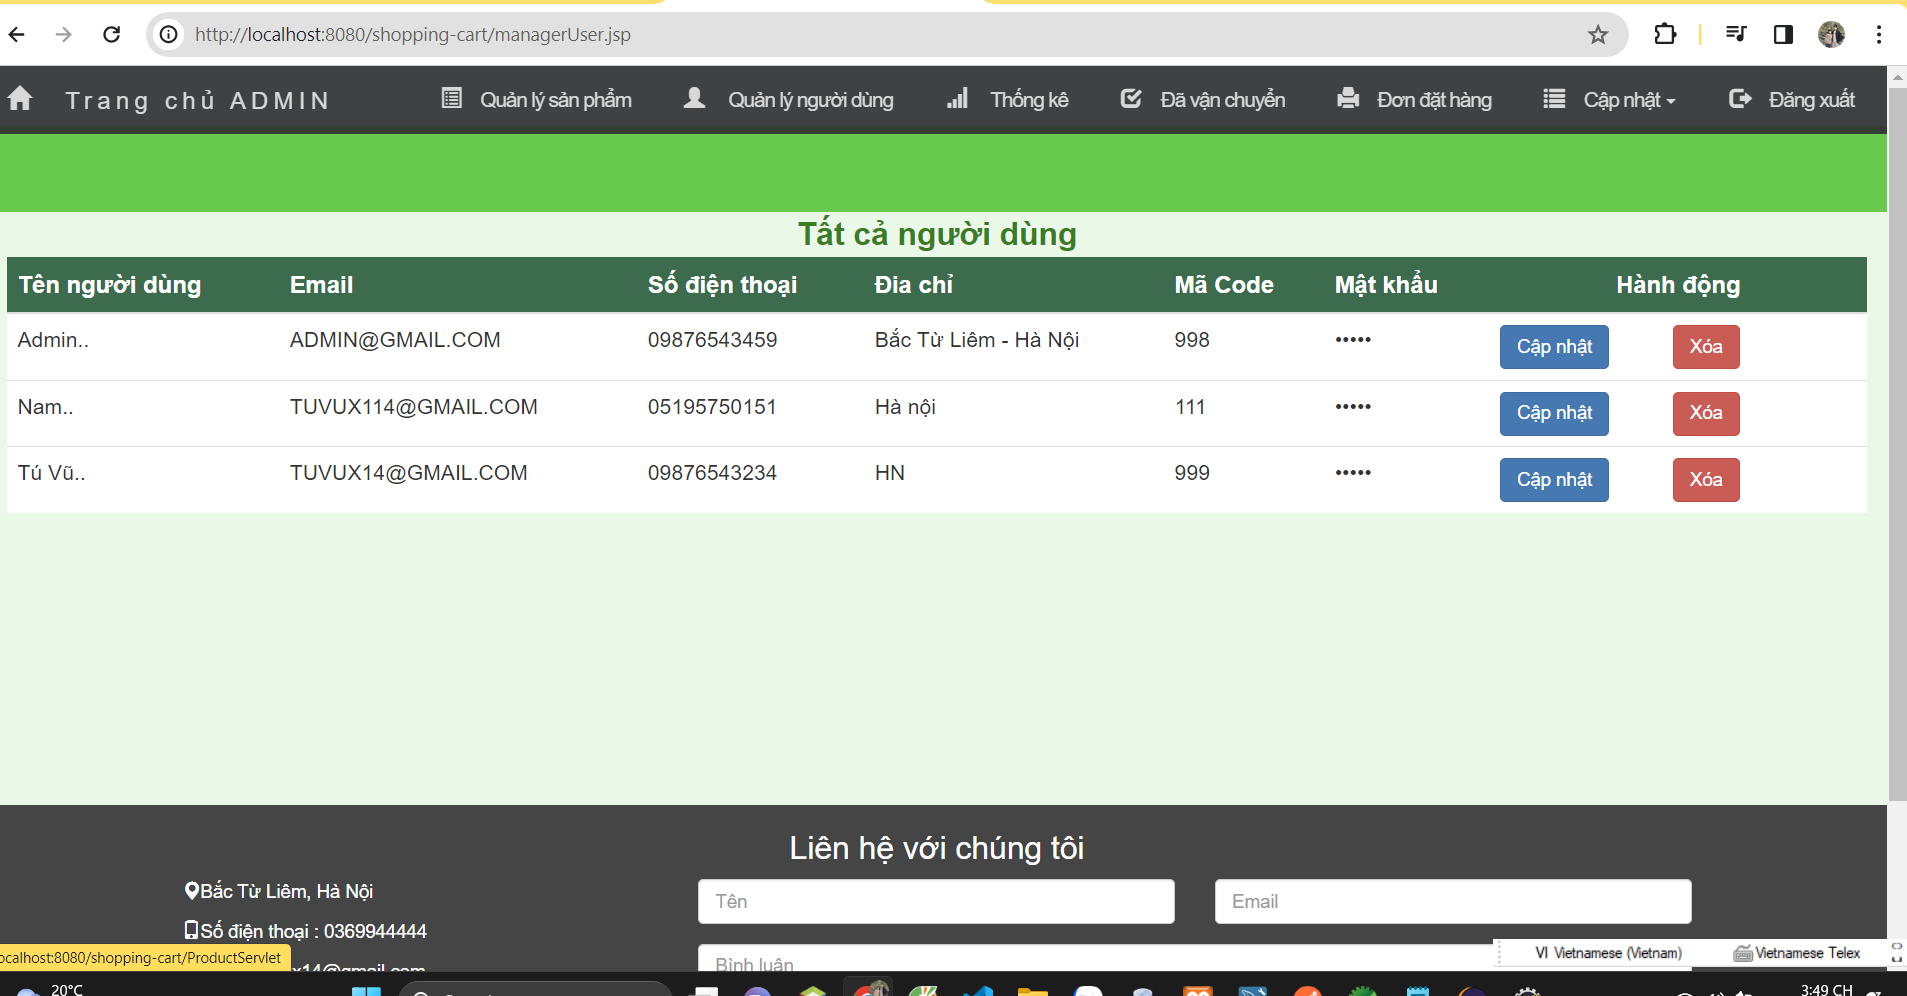 http://localhost:8080/shopping-cart/managerUser.jsp
Trang chủ ADMIN Quản lý sản phẩm Quản lý người dùng Thống kê Đã vận chuyển Đơn đặt hàng Cập nhật Đăng xuất
Tất cả người dùng
Tên người dùng Email Số điện thoại Đia chỉ Mã Code Mật khẩu Hành động
Admin.. ADMIN@GMAIL.COM 09876543459 Bắc Từ Liêm - Hà Nội 998 ••••• Cập nhật Xóa
Nam.. TUVUX114@GMAIL.COM 05195750151 Hà nội 111 ••••• Cập nhật Xóa
Tú Vũ.. TUVUX14@GMAIL.COM 09876543234 HN 999 ••••• Cập nhật Xóa
Liên hệ với chúng tôi
Bắc Từ Liêm, Hà Nội
Tên Email
Số điện thoại : 0369944444
ocalhost:8080/shopping-cart/ProductServlet
x14@gmail.com
Bình luận
VI Vietnamese (Vietnam) Vietnamese Telex
20°C
3:49 CH